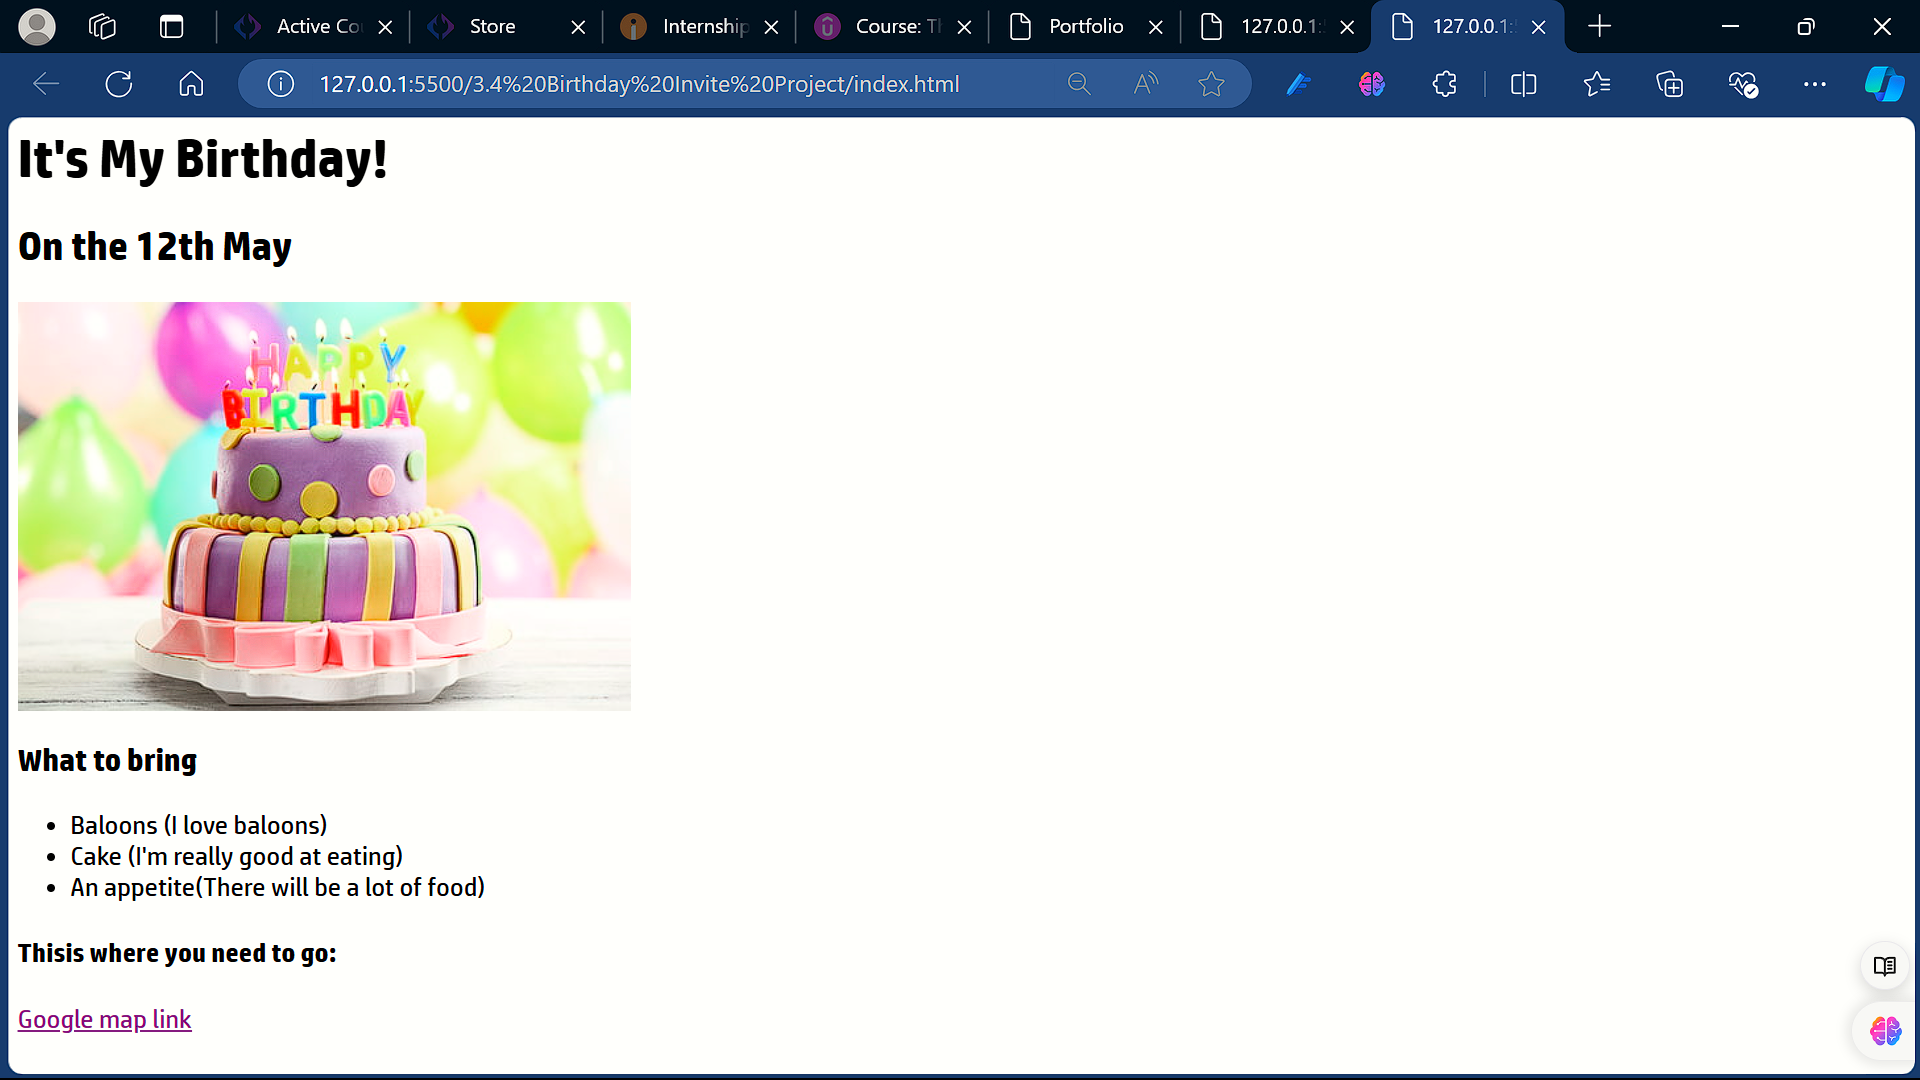 Active Co
Store
Internship
Course: Th
Portfolio
127.0.0.1:
127.0.0.1:
127.0.0.1:5500/3.4%20Birthday%20Invite%20Project/index.html
It's My Birthday!
On the 12th May
HAPPY
BIRTHDAY
What to bring
Baloons (I love baloons)
Cake (I'm really good at eating)
An appetite(There will be a lot of food)
Thisis where you need to go:
Google map link